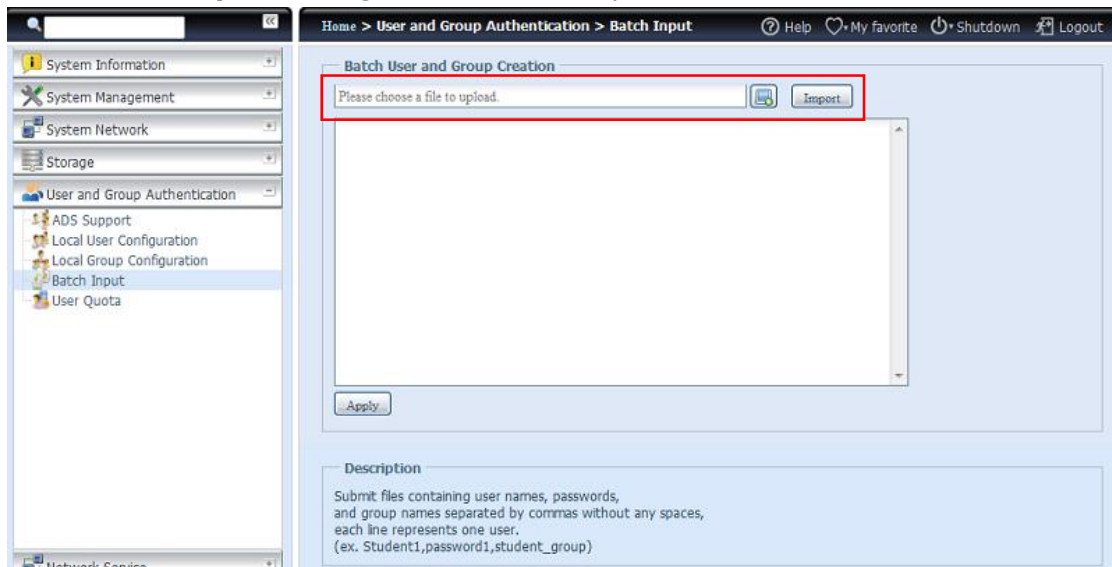 Home > User and Group Authentication > Batch Input
Help
My favorite
Shutdown
Logout
System Information
System Management
System Network
Storage
User and Group Authentication
ADS Support
Local User Configuration
Local Group Configuration
Batch Input
User Quota
Network Service
Batch User and Group Creation
Please choose a file to upload.
Import
Apply
Description
Submit files containing user names, passwords,
and group names separated by commas without any spaces,
each line represents one user.
(ex. Student1,password1,student_group)